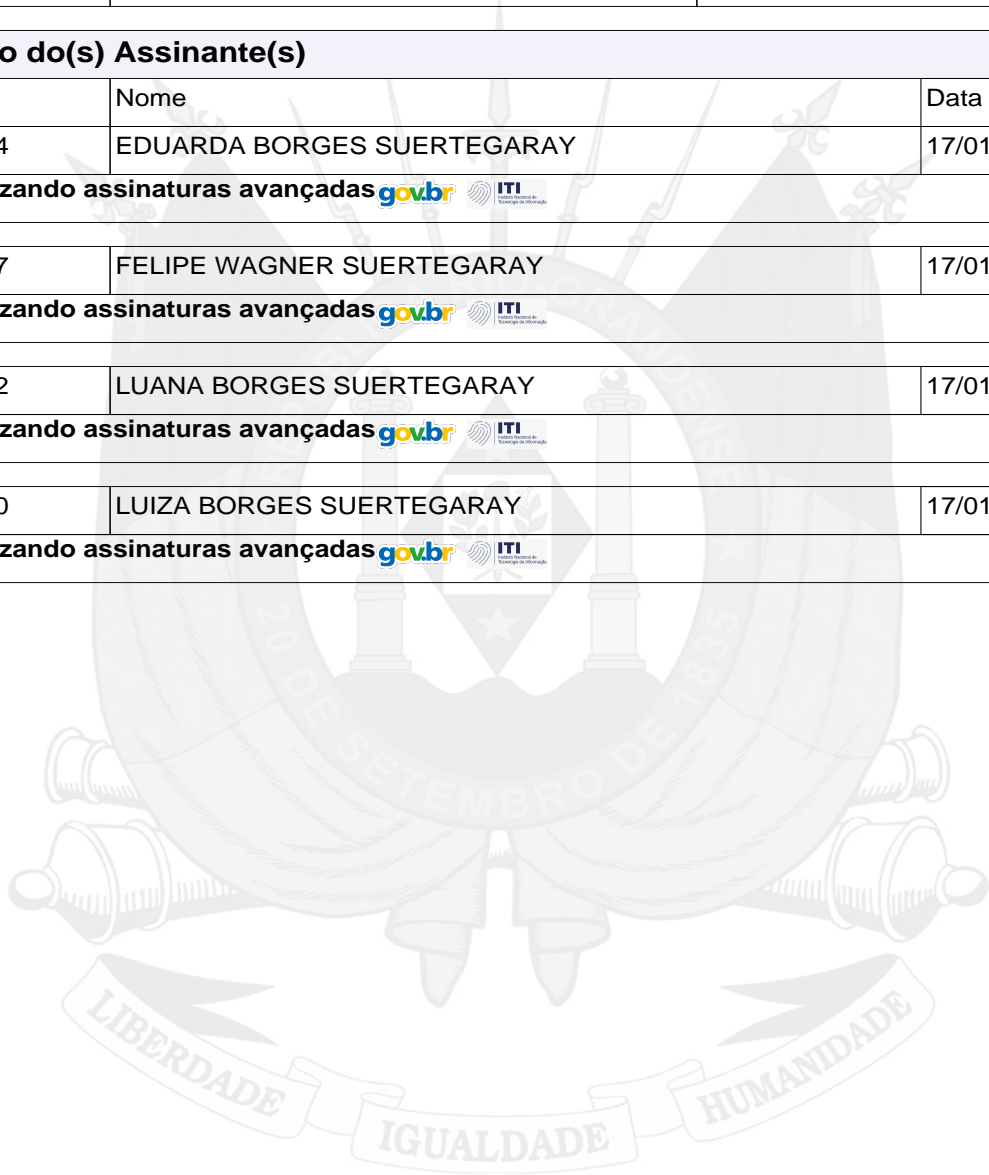 o do(s) Assinante(s)
Nome Data
4 EDUARDA BORGES SUERTEGARAY 17/01
zando assinaturas avançadas gov.br ITI
7 FELIPE WAGNER SUERTEGARAY 17/01
zando assinaturas avançadas gov.br ITI
2 LUANA BORGES SUERTEGARAY 17/01
zando assinaturas avançadas gov.br ITI
0 LUIZA BORGES SUERTEGARAY 17/01
zando assinaturas avançadas gov.br ITI
20 DE SETEMBRO DE 1835
LIBERDADE IGUALDADE HUMANIDADE